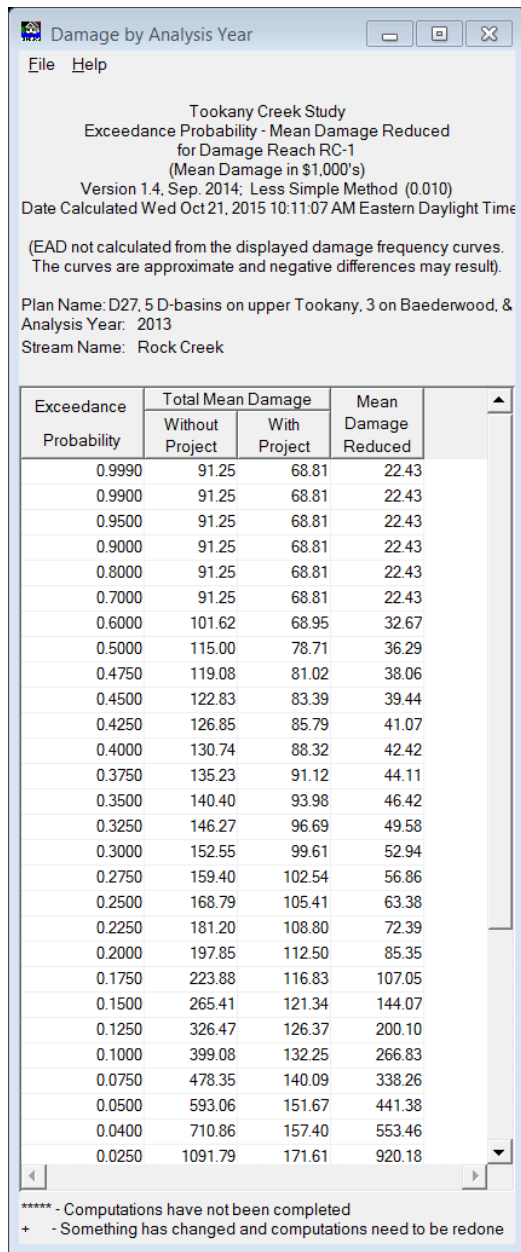 Damage by Analysis Year
File Help
Tookany Creek Study
Exceedance Probability - Mean Damage Reduced
for Damage Reach RC-1
(Mean Damage in $1,000's)
Version 1.4, Sep. 2014; Less Simple Method (0.010)
Date Calculated Wed Oct 21, 2015 10:11:07 AM Eastern Daylight Time
(EAD not calculated from the displayed damage frequency curves.
The curves are approximate and negative differences may result).
Plan Name: D27, 5 D-basins on upper Tookany, 3 on Baederwood, &
Analysis Year: 2013
Stream Name: Rock Creek
Exceedance Probability
Total Mean Damage
Without Project
With Project
Mean Damage Reduced
0.9990 91.25 68.81 22.43
0.9900 91.25 68.81 22.43
0.9500 91.25 68.81 22.43
0.9000 91.25 68.81 22.43
0.8000 91.25 68.81 22.43
0.7000 91.25 68.81 22.43
0.6000 101.62 68.95 32.67
0.5000 115.00 78.71 36.29
0.4750 119.08 81.02 38.06
0.4500 122.83 83.39 39.44
0.4250 126.85 85.79 41.07
0.4000 130.74 88.32 42.42
0.3750 135.23 91.12 44.11
0.3500 140.40 93.98 46.42
0.3250 146.27 96.69 49.58
0.3000 152.55 99.61 52.94
0.2750 159.40 102.54 56.86
0.2500 168.79 105.41 63.38
0.2250 181.20 108.80 72.39
0.2000 197.85 112.50 85.35
0.1750 223.88 116.83 107.05
0.1500 265.41 121.34 144.07
0.1250 326.47 126.37 200.10
0.1000 399.08 132.25 266.83
0.0750 478.35 140.09 338.26
0.0500 593.06 151.67 441.38
0.0400 710.86 157.40 553.46
0.0250 1091.79 171.61 920.18
***** - Computations have not been completed
+ - Something has changed and computations need to be redone